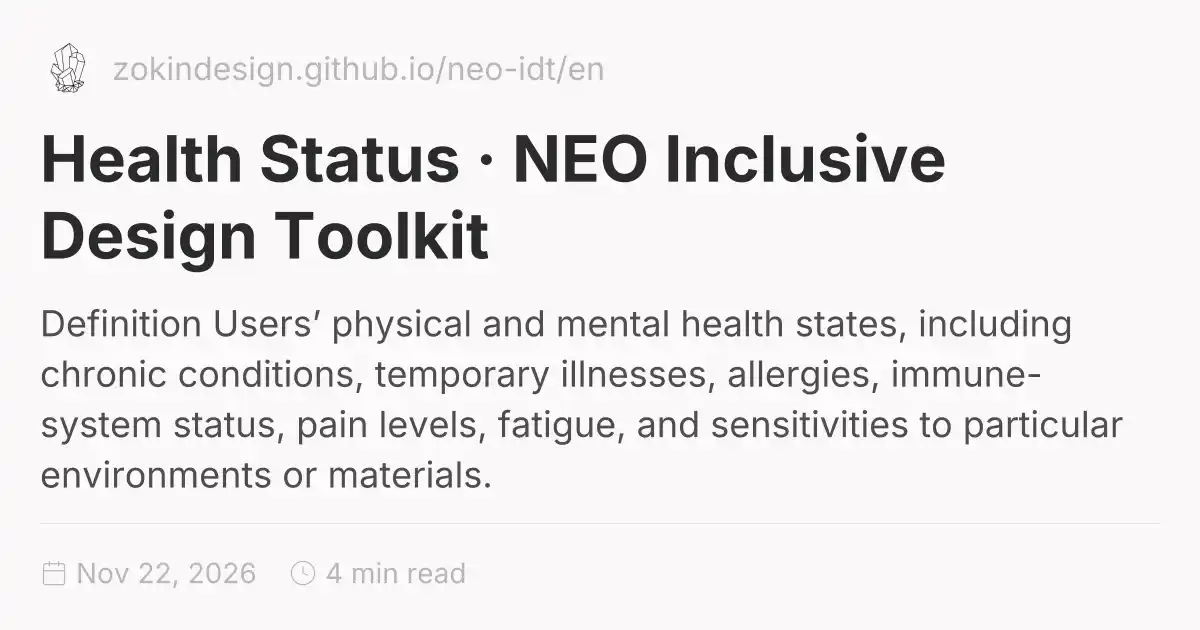 zokindesign.github.io/neo-idt/en
Health Status · NEO Inclusive
Design Toolkit
Definition Users’ physical and mental health states, including
chronic conditions, temporary illnesses, allergies, immune-
system status, pain levels, fatigue, and sensitivities to particular
environments or materials.
Nov 22, 2026 4 min read